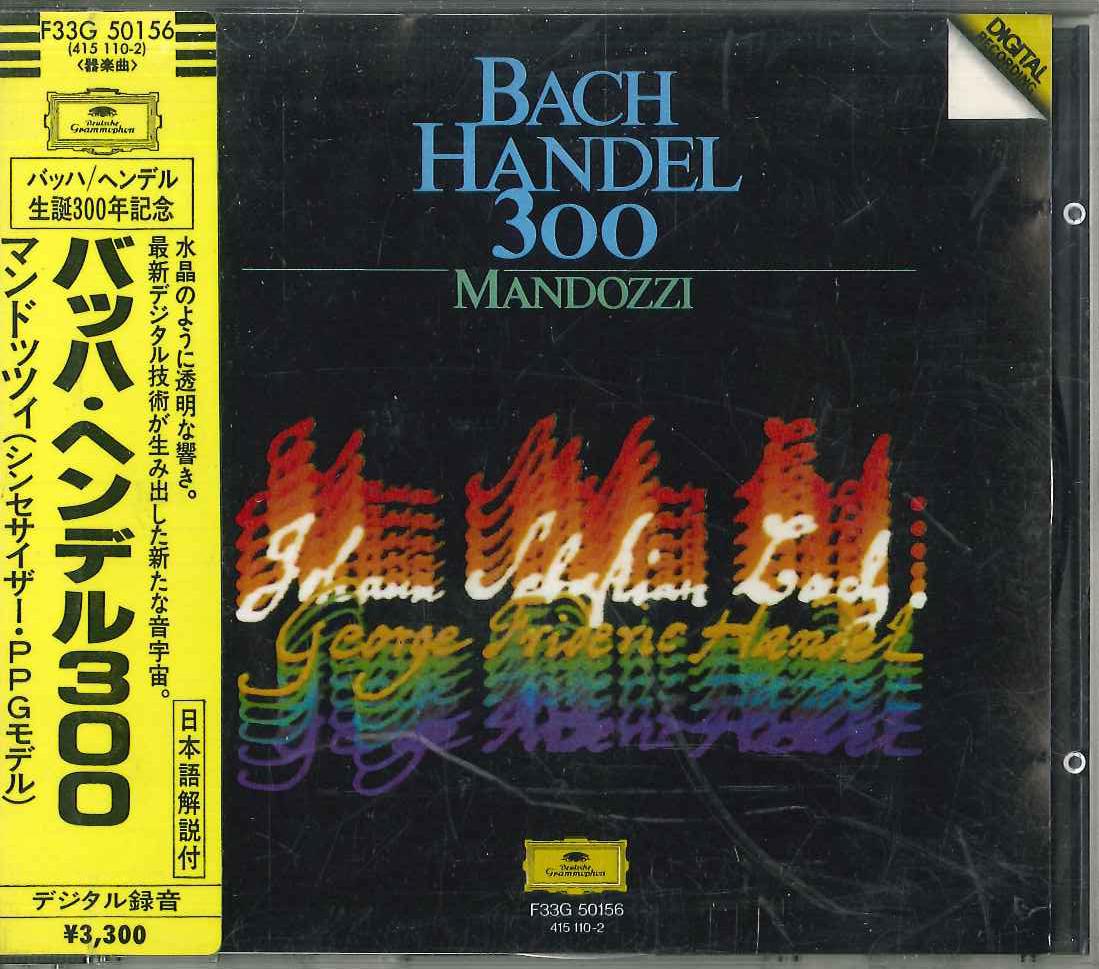 F33G 50156
(415 110-2)
〈器楽曲〉
Deutsche
Grammophon
バッハ/ヘンデル
生誕300年記念
水晶のように透明な響き。
最新デジタル技術が生み出した新たな音宇宙。
バッハ・ヘンデル300
マンドッツィ(シンセサイザー・PPGモデル)
日本語解説付
デジタル録音
¥3,300
DIGITAL
RECORDING
BACH
HANDEL
300
MANDOZZI
Johann Sebastian Bach.
George Frideric Handel
Deutsche
Grammophon
F33G 50156
415 110-2